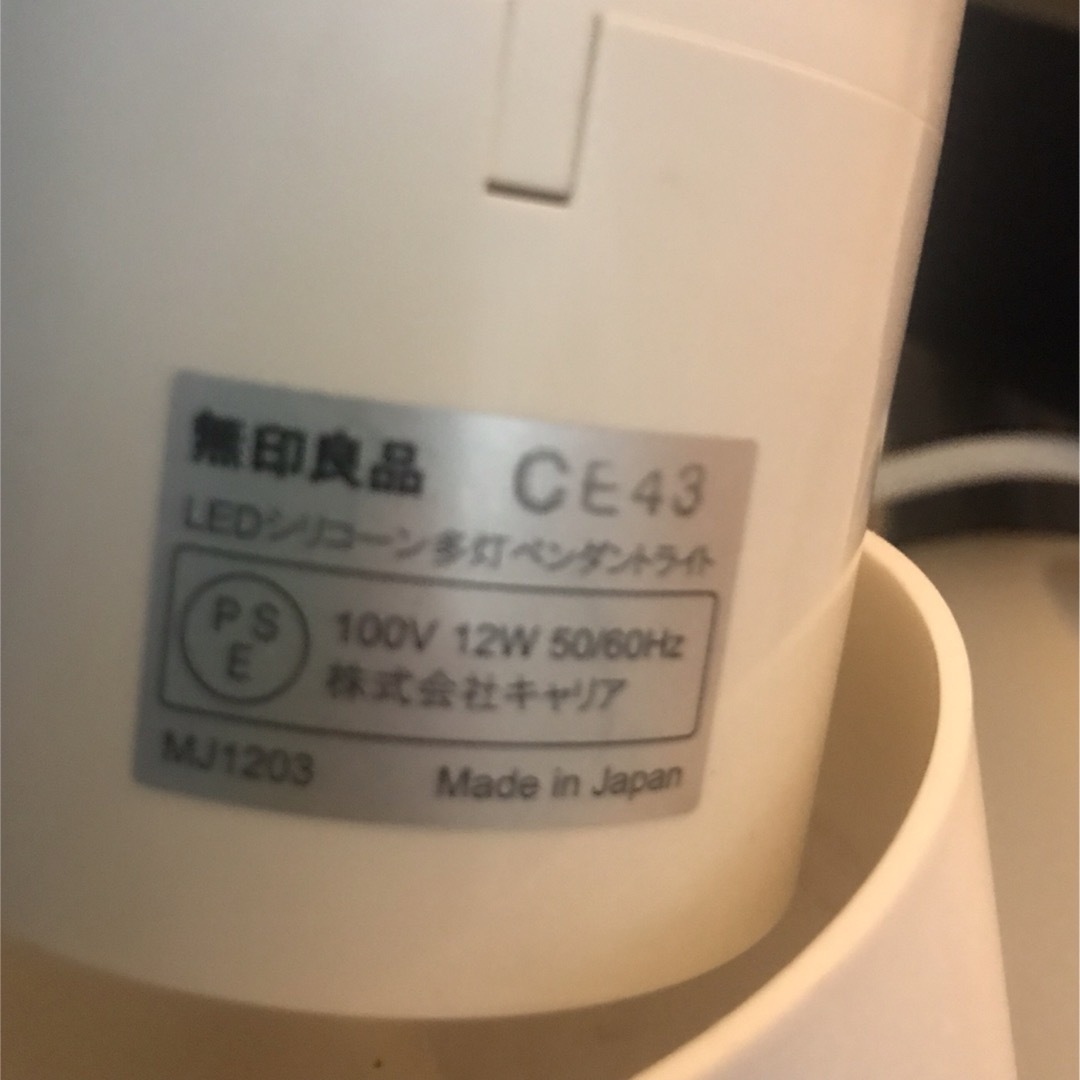 無印良品 CE43
LEDシリコーン多灯ペンダントライト
PSE 100V 12W 50/60Hz
株式会社キャリア
MJ1203 Made in Japan